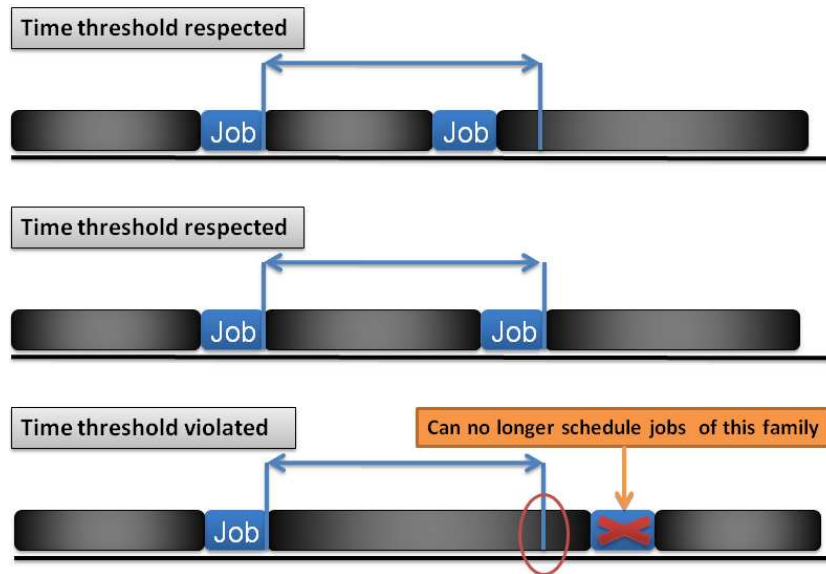 Time threshold respected
Job
Job
Time threshold respected
Job
Job
Time threshold violated
Can no longer schedule jobs of this family
Job